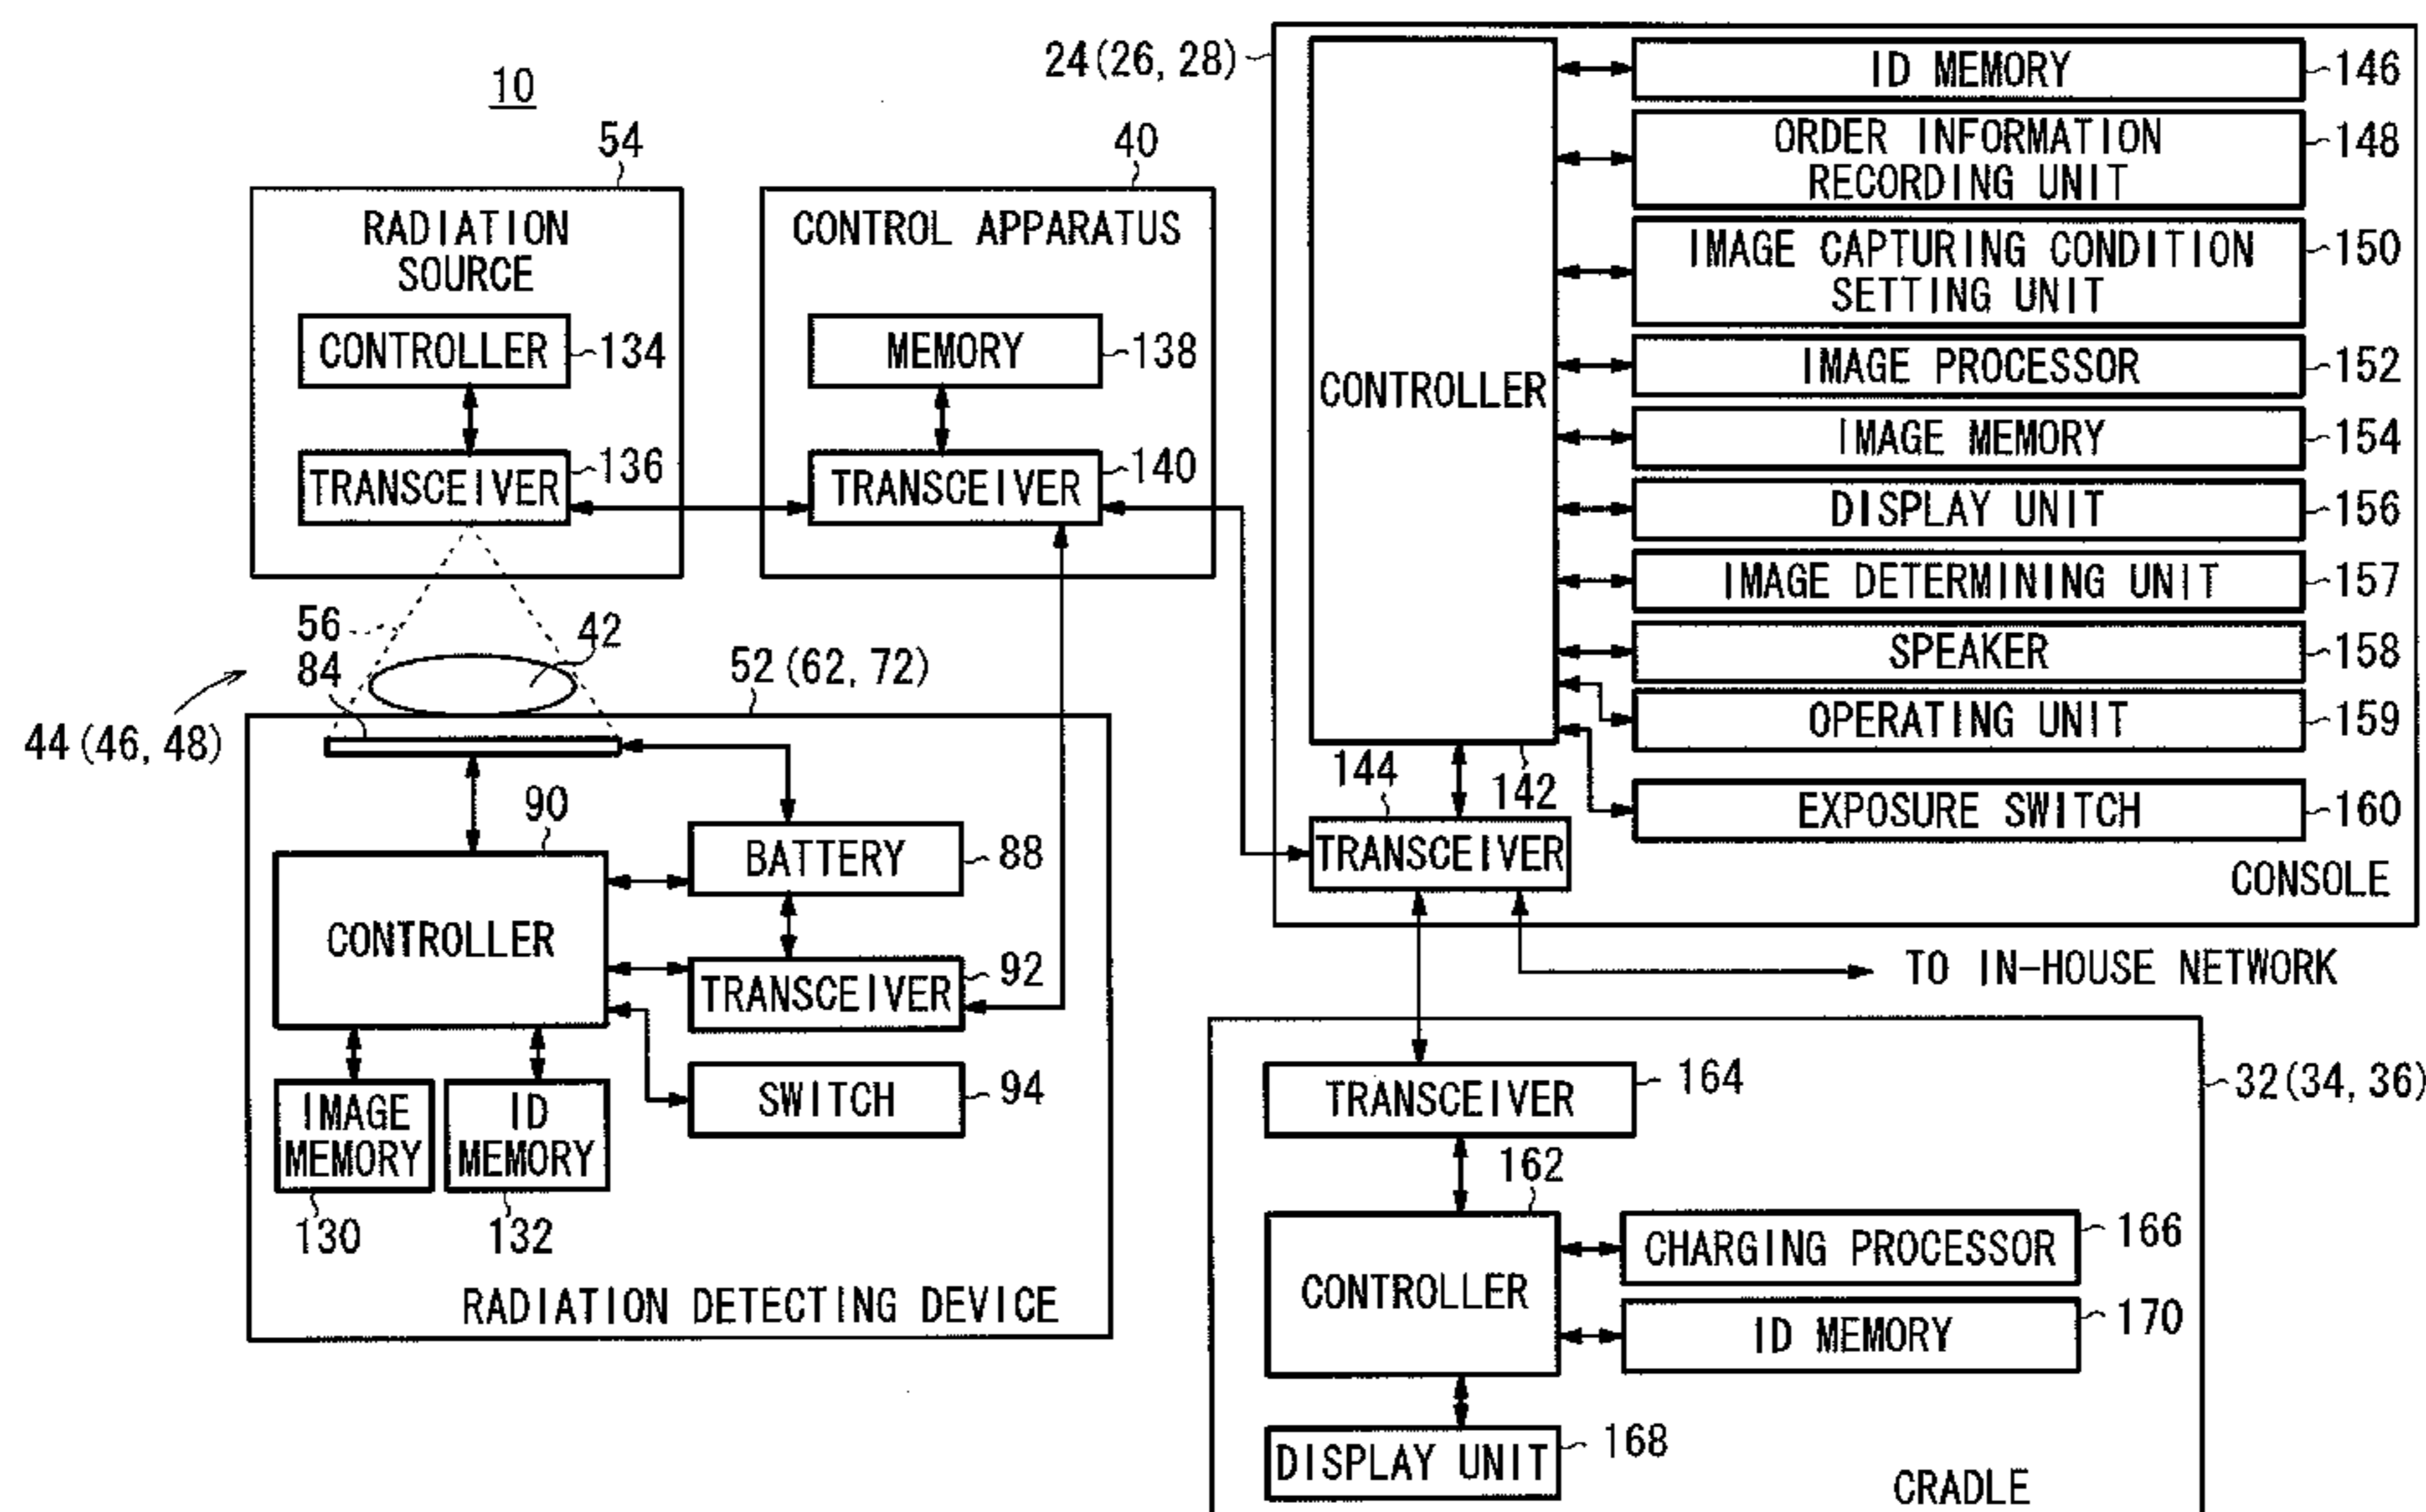 10
54
RADIATION
SOURCE
CONTROLLER
134
TRANSCEIVER
136
40
CONTROL APPARATUS
MEMORY
138
TRANSCEIVER
140
56
84
42
44 (46, 48)
52 (62, 72)
90
CONTROLLER
BATTERY
88
TRANSCEIVER
92
SWITCH
94
IMAGE
MEMORY
130
ID
MEMORY
132
RADIATION DETECTING DEVICE
24 (26, 28)
CONTROLLER
142
144
TRANSCEIVER
ID MEMORY
146
ORDER INFORMATION
RECORDING UNIT
148
IMAGE CAPTURING CONDITION
SETTING UNIT
150
IMAGE PROCESSOR
152
IMAGE MEMORY
154
DISPLAY UNIT
156
IMAGE DETERMINING UNIT
157
SPEAKER
158
OPERATING UNIT
159
EXPOSURE SWITCH
160
CONSOLE
TO IN-HOUSE NETWORK
32 (34, 36)
TRANSCEIVER
164
162
CONTROLLER
CHARGING PROCESSOR
166
ID MEMORY
170
DISPLAY UNIT
168
CRADLE